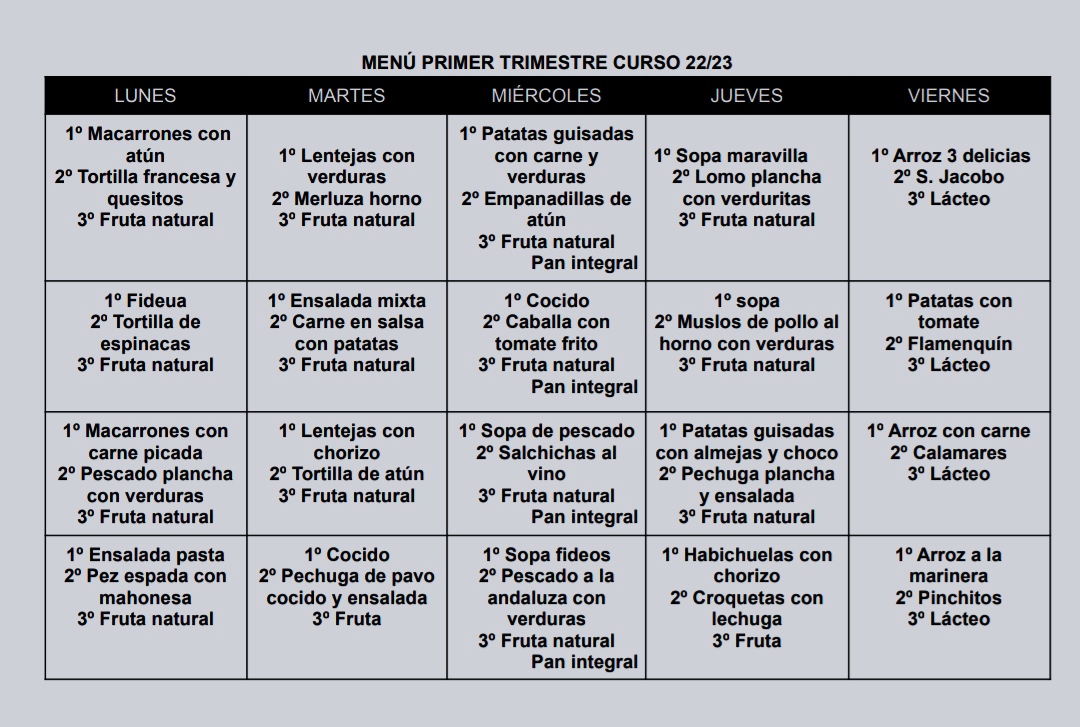 MENÚ PRIMER TRIMESTRE CURSO 22/23
LUNES
MARTES
MIÉRCOLES
JUEVES
VIERNES
1º Macarrones con
atún
2º Tortilla francesa y
quesitos
3º Fruta natural
1º Lentejas con
verduras
2º Merluza horno
3º Fruta natural
1º Patatas guisadas
con carne y
verduras
2º Empanadillas de
atún
3º Fruta natural
Pan integral
1º Sopa maravilla
2º Lomo plancha
con verduritas
3º Fruta natural
1º Arroz 3 delicias
2º S. Jacobo
3º Lácteo
1º Fideua
2º Tortilla de
espinacas
3º Fruta natural
1º Ensalada mixta
2º Carne en salsa
con patatas
3º Fruta natural
1º Cocido
2º Caballa con
tomate frito
3º Fruta natural
Pan integral
1º sopa
2º Muslos de pollo al
horno con verduras
3º Fruta natural
1º Patatas con
tomate
2º Flamenquín
3º Lácteo
1º Macarrones con
carne picada
2º Pescado plancha
con verduras
3º Fruta natural
1º Lentejas con
chorizo
2º Tortilla de atún
3º Fruta natural
1º Sopa de pescado
2º Salchichas al
vino
3º Fruta natural
Pan integral
1º Patatas guisadas
con almejas y choco
2º Pechuga plancha
y ensalada
3º Fruta natural
1º Arroz con carne
2º Calamares
3º Lácteo
1º Ensalada pasta
2º Pez espada con
mahonesa
3º Fruta natural
1º Cocido
2º Pechuga de pavo
cocido y ensalada
3º Fruta
1º Sopa fideos
2º Pescado a la
andaluza con
verduras
3º Fruta natural
Pan integral
1º Habichuelas con
chorizo
2º Croquetas con
lechuga
3º Fruta
1º Arroz a la
marinera
2º Pinchitos
3º Lácteo